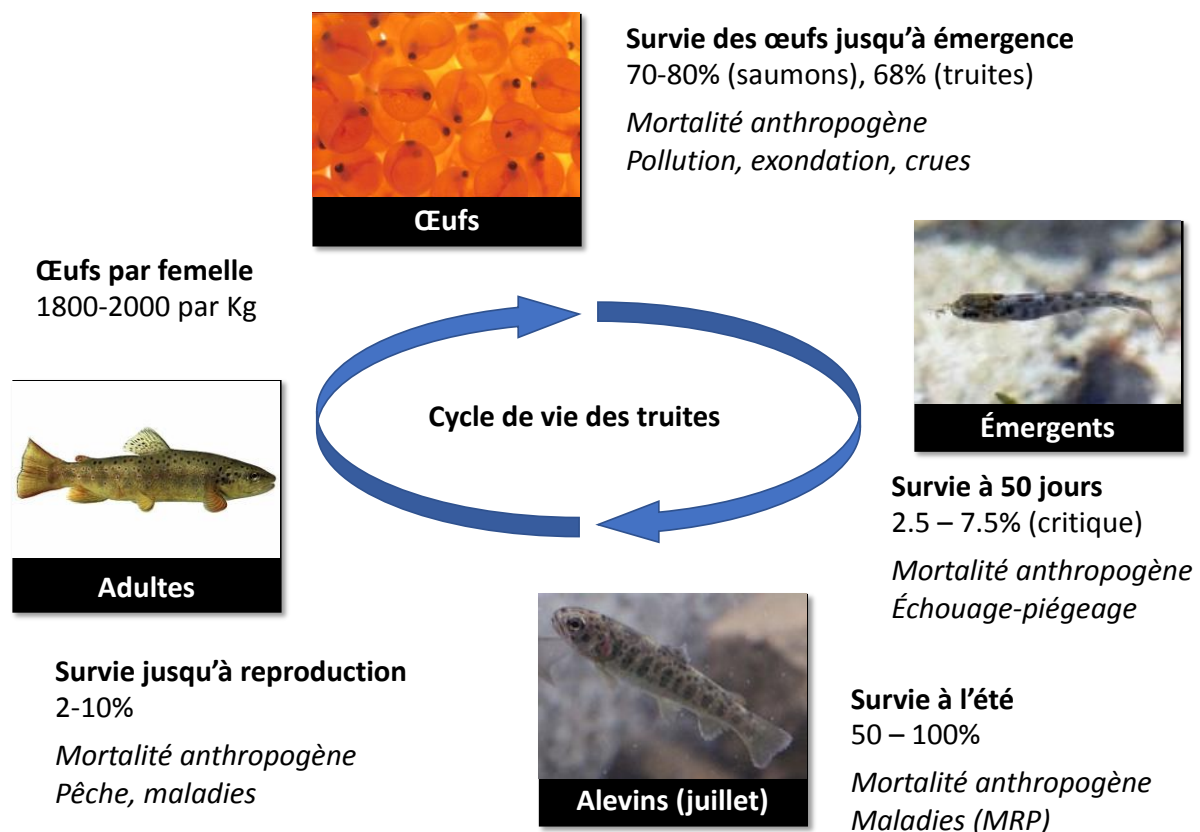 Survie des œufs jusqu'à émergence
70-80% (saumons), 68% (truites)
Mortalité anthropogène
Pollution, exondation, crues
Œufs
Œufs par femelle
1800-2000 par Kg
Cycle de vie des truites
Émergents
Survie à 50 jours
2.5 – 7.5% (critique)
Mortalité anthropogène
Échouage-piégeage
Adultes
Survie jusqu'à reproduction
2-10%
Mortalité anthropogène
Pêche, maladies
Alevins (juillet)
Survie à l'été
50 – 100%
Mortalité anthropogène
Maladies (MRP)